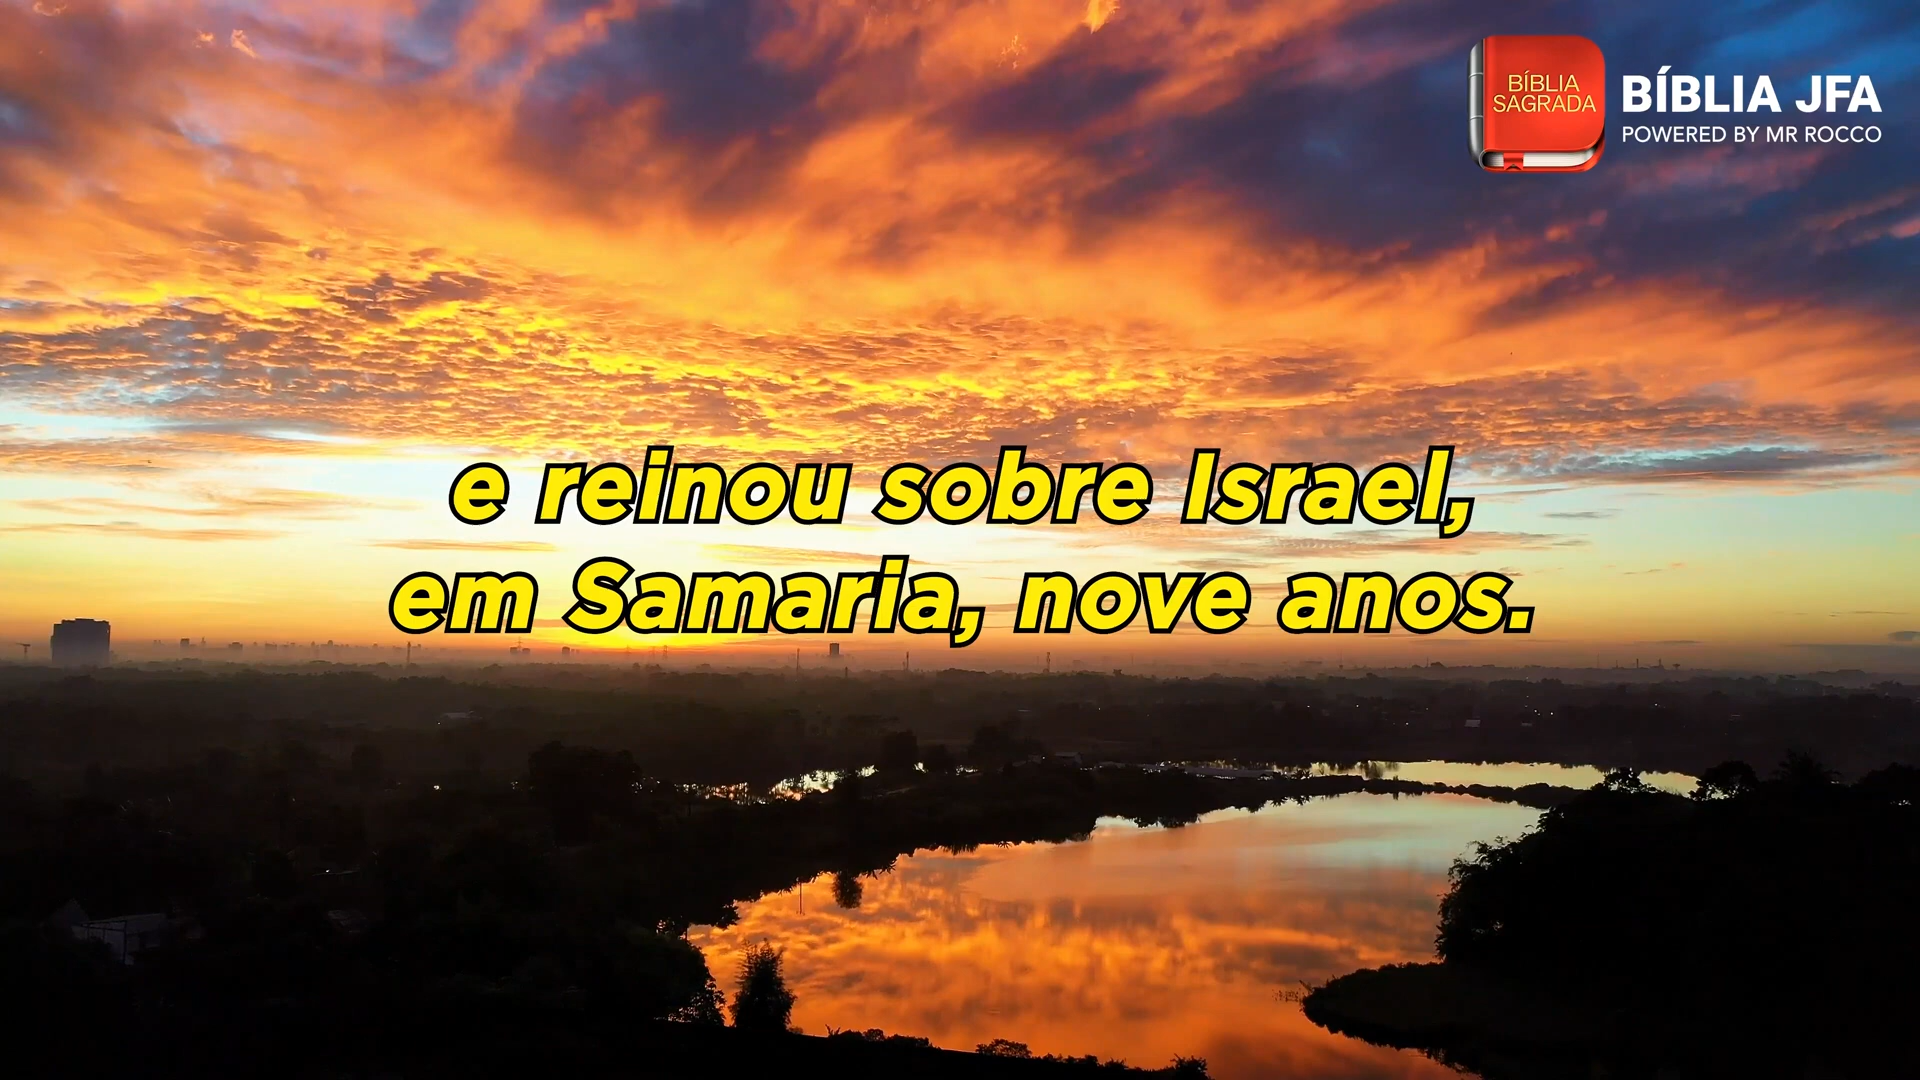 BÍBLIA
SAGRADA
BÍBLIA JFA
POWERED BY MR ROCCO
e reinou sobre Israel,
em Samaria, nove anos.